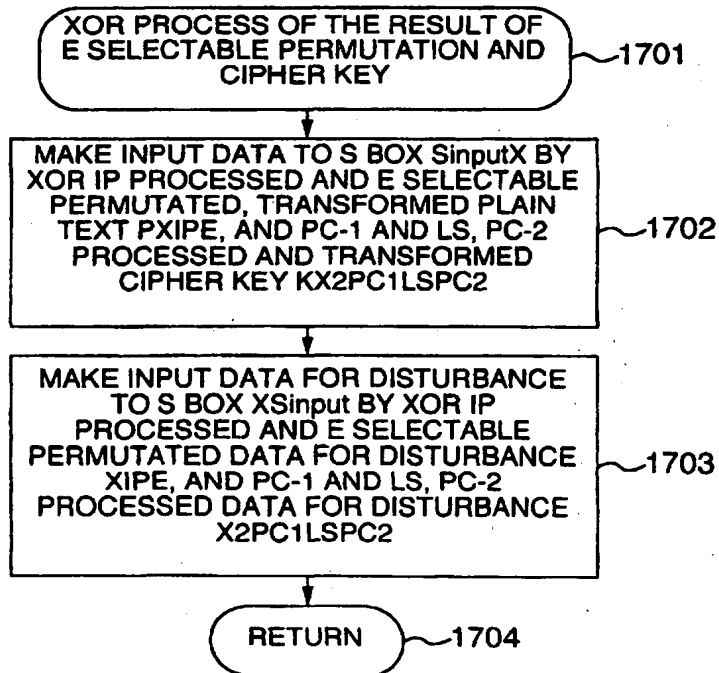 XOR PROCESS OF THE RESULT OF
E SELECTABLE PERMUTATION AND
CIPHER KEY
1701
MAKE INPUT DATA TO S BOX SinputX BY
XOR IP PROCESSED AND E SELECTABLE
PERMUTATED, TRANSFORMED PLAIN
TEXT PXIPE, AND PC-1 AND LS, PC-2
PROCESSED AND TRANSFORMED
CIPHER KEY KX2PC1LSPC2
1702
MAKE INPUT DATA FOR DISTURBANCE
TO S BOX XSinput BY XOR IP
PROCESSED AND E SELECTABLE
PERMUTATED DATA FOR DISTURBANCE
XIPE, AND PC-1 AND LS, PC-2
PROCESSED DATA FOR DISTURBANCE
X2PC1LSPC2
1703
RETURN
1704